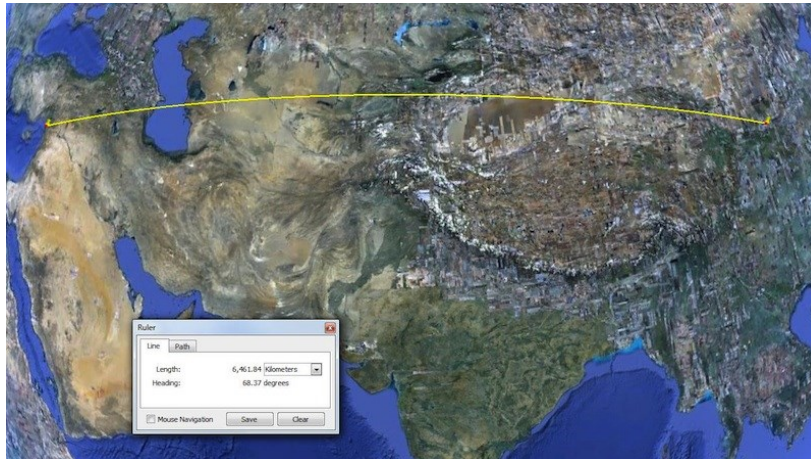 Ruler
Line Path
Length: 6,461.84 Kilometers
Heading: 68.37 degrees
Mouse Navigation Save Clear